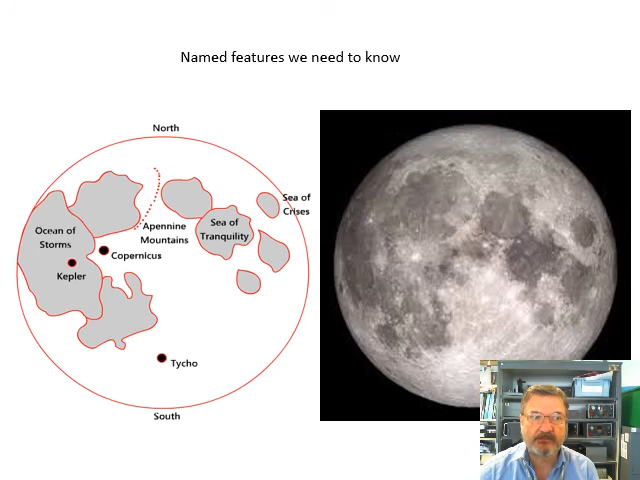 Named features we need to know
North
Sea of
Crises
Apennine
Mountains
Sea of
Tranquility
Ocean of
Storms
Copernicus
Kepler
Tycho
South